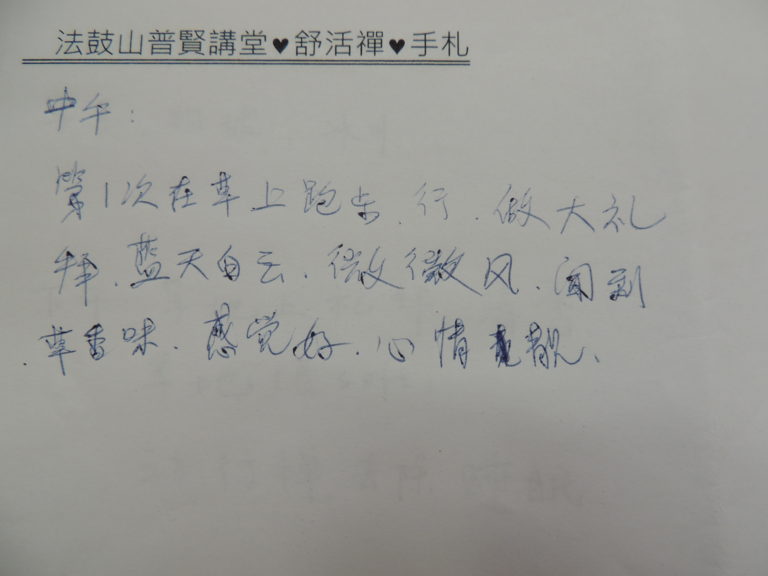 法鼓山普賢講堂♥舒活禪♥手札
中午：
第1次在草上跑步、行、做大礼
拜、蓝天白云、微微风、闻到
草香味、感觉好、心情